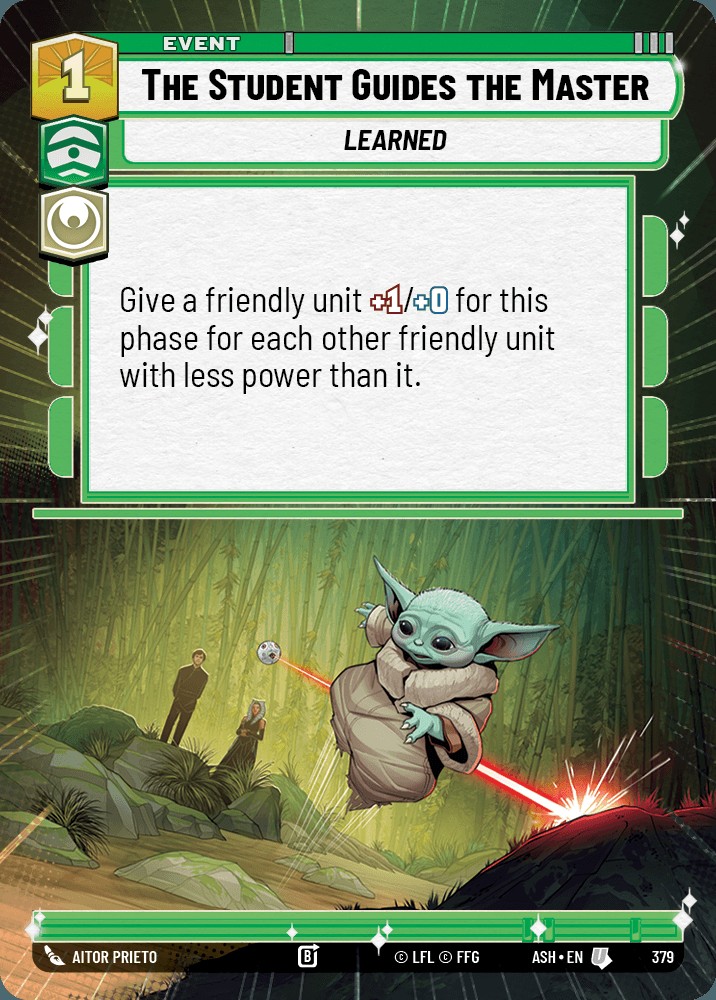 EVENT
1
THE STUDENT GUIDES THE MASTER
LEARNED
Give a friendly unit +1/+0 for this
phase for each other friendly unit
with less power than it.
AITOR PRIETO
B
© LFL © FFG
ASH • EN
U
379